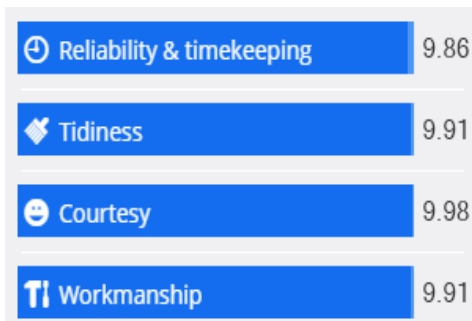 Reliability & timekeeping 9.86
Tidiness 9.91
Courtesy 9.98
Workmanship 9.91